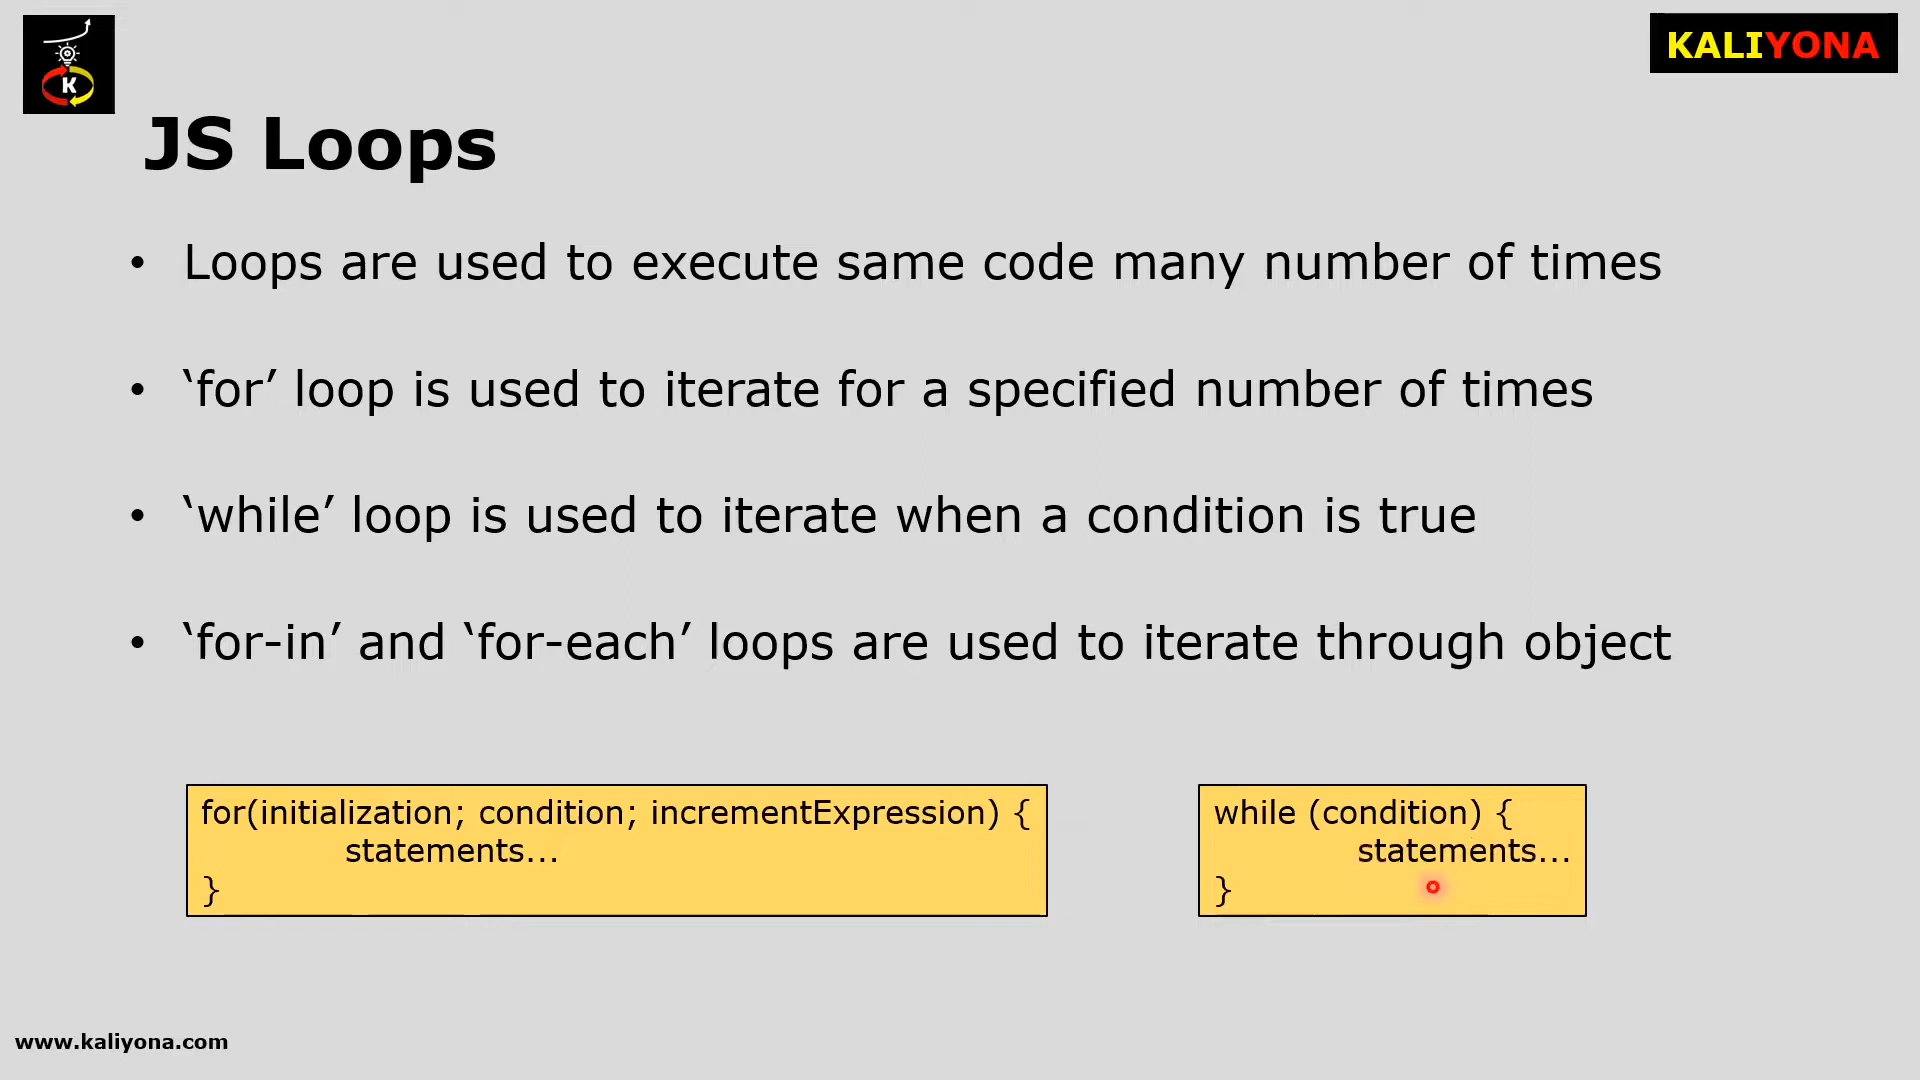 K
KALIYONA
JS Loops
• Loops are used to execute same code many number of times
• ‘for’ loop is used to iterate for a specified number of times
• ‘while’ loop is used to iterate when a condition is true
• ‘for-in’ and ‘for-each’ loops are used to iterate through object
for(initialization; condition; incrementExpression) {
statements...
}
while (condition) {
statements...
}
www.kaliyona.com